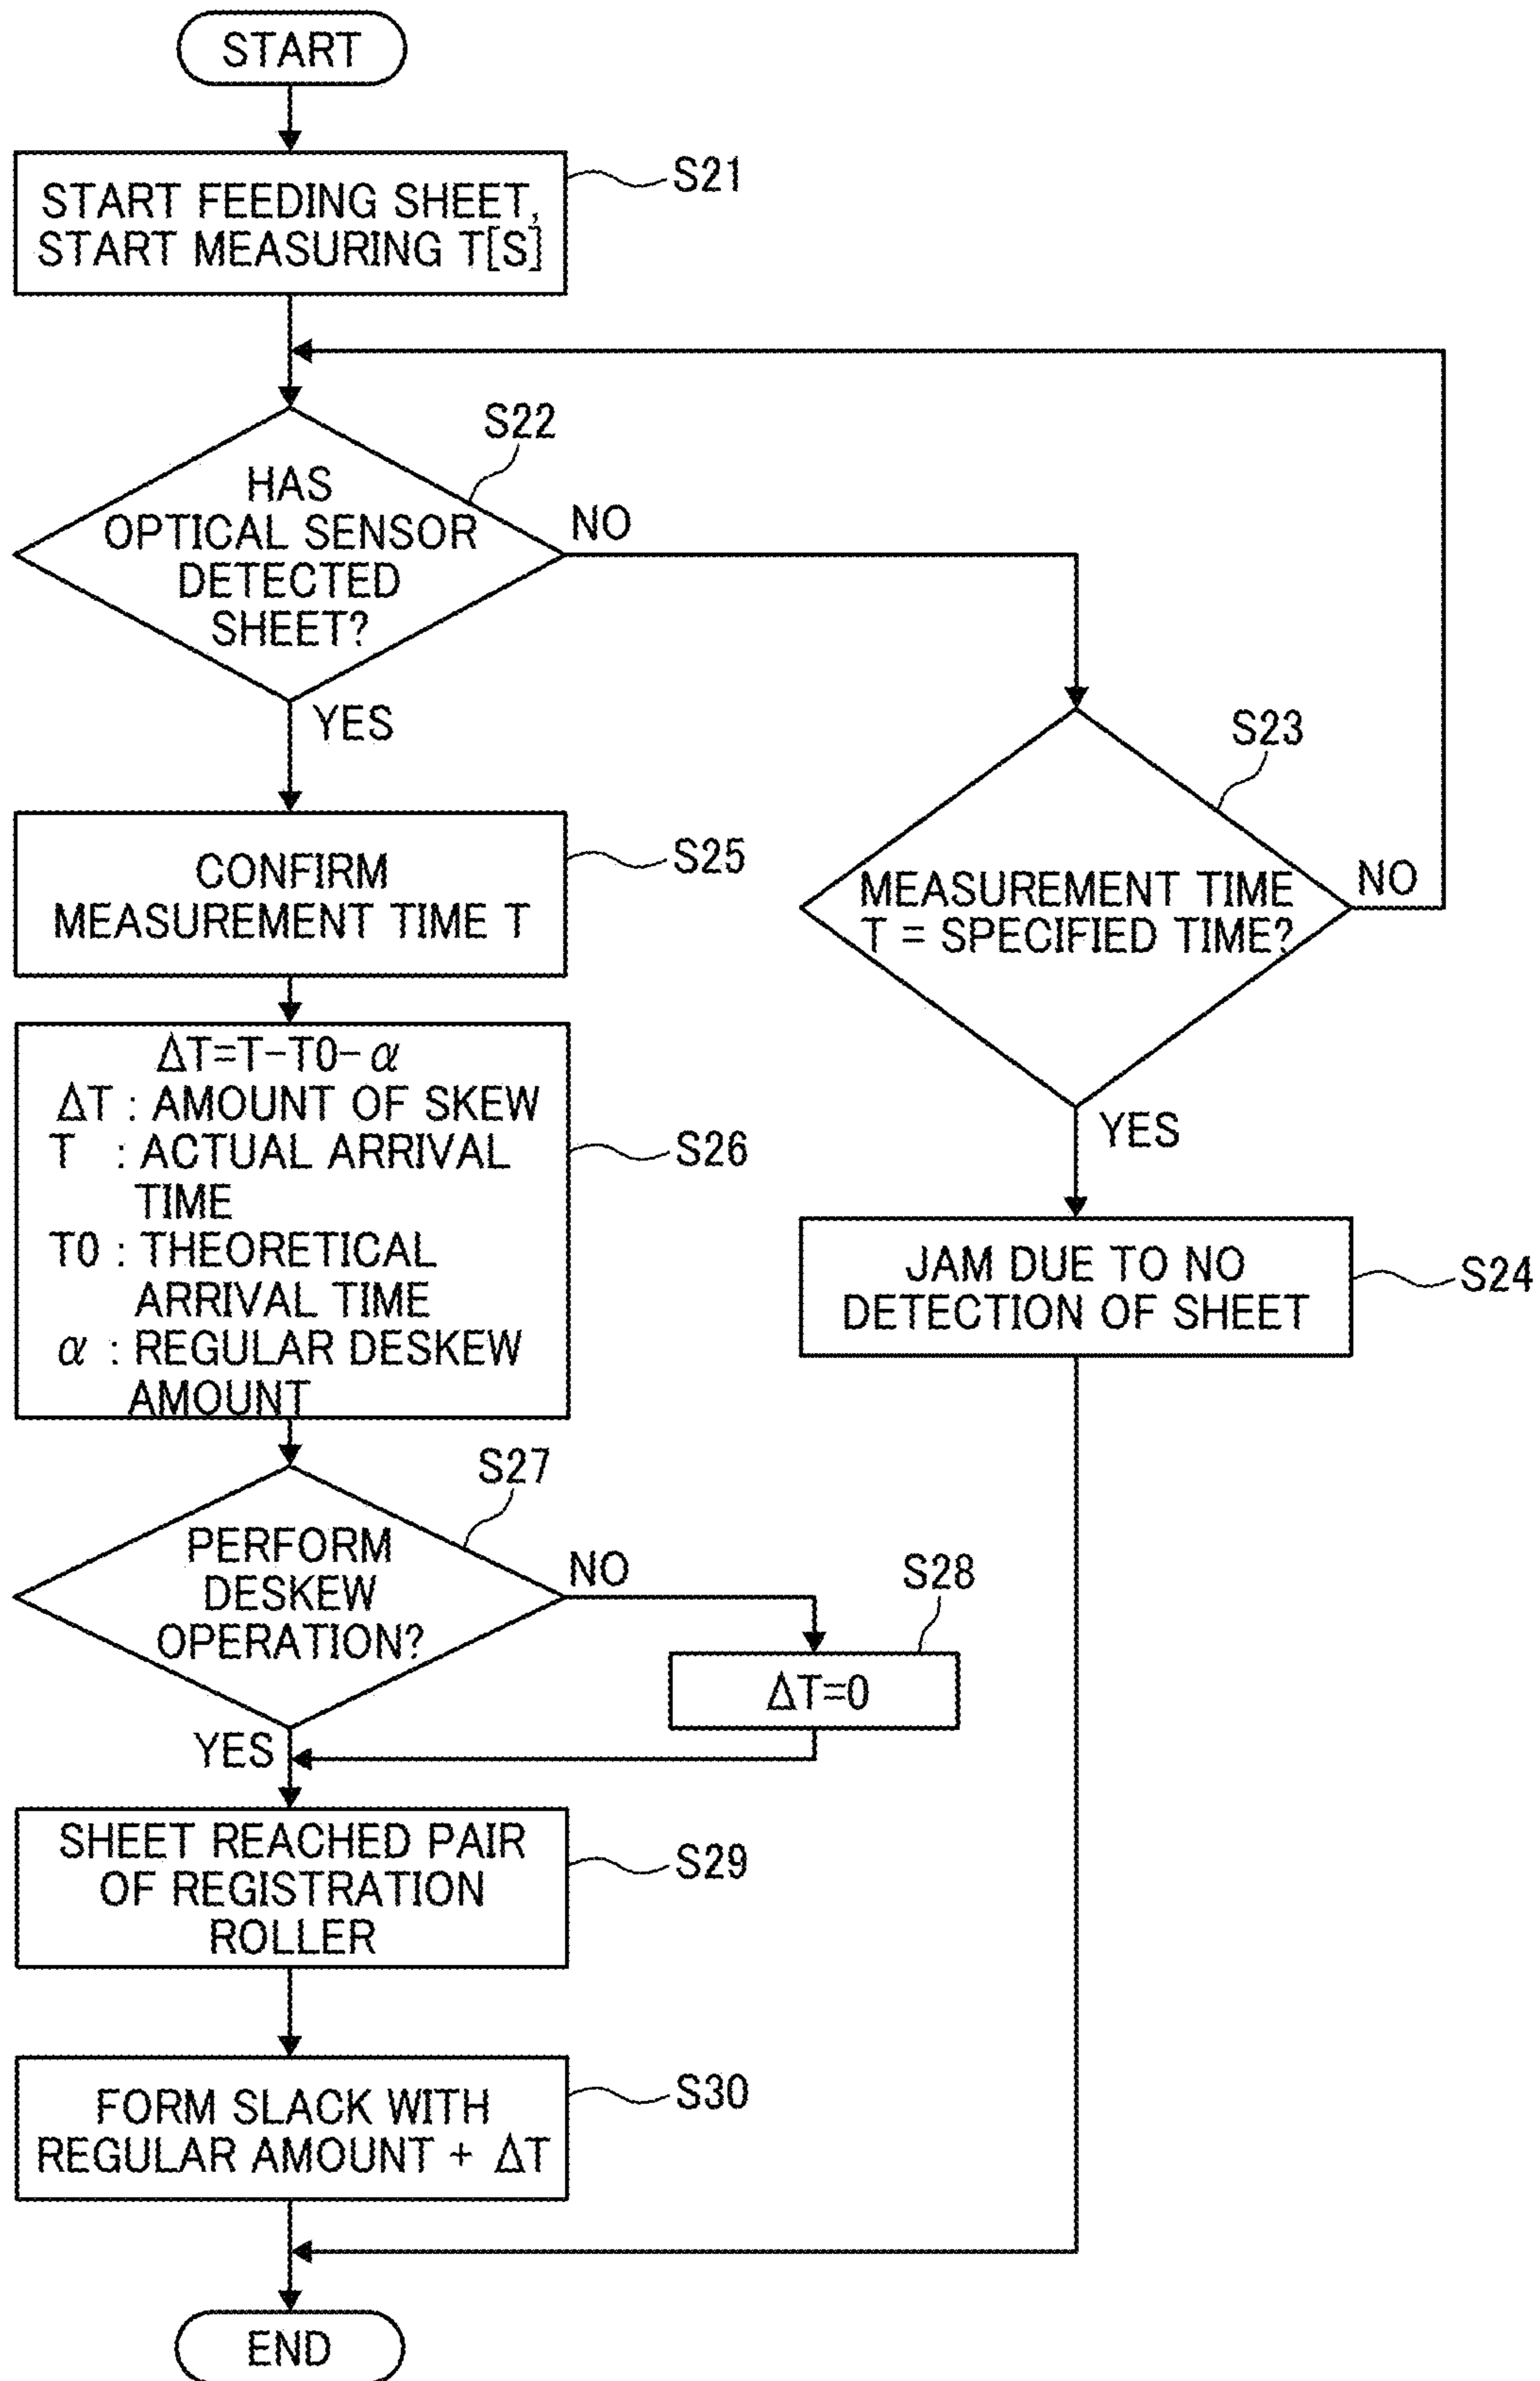 START
START FEEDING SHEET,
START MEASURING T[S]
S21
HAS
OPTICAL SENSOR
DETECTED
SHEET?
S22
NO
YES
MEASUREMENT TIME
T = SPECIFIED TIME?
S23
NO
YES
JAM DUE TO NO
DETECTION OF SHEET
S24
CONFIRM
MEASUREMENT TIME T
S25
ΔT=T-T0-α
ΔT : AMOUNT OF SKEW
T : ACTUAL ARRIVAL
TIME
T0 : THEORETICAL
ARRIVAL TIME
α : REGULAR DESKEW
AMOUNT
S26
PERFORM
DESKEW
OPERATION?
S27
NO
S28
ΔT=0
YES
SHEET REACHED PAIR
OF REGISTRATION
ROLLER
S29
FORM SLACK WITH
REGULAR AMOUNT + ΔT
S30
END